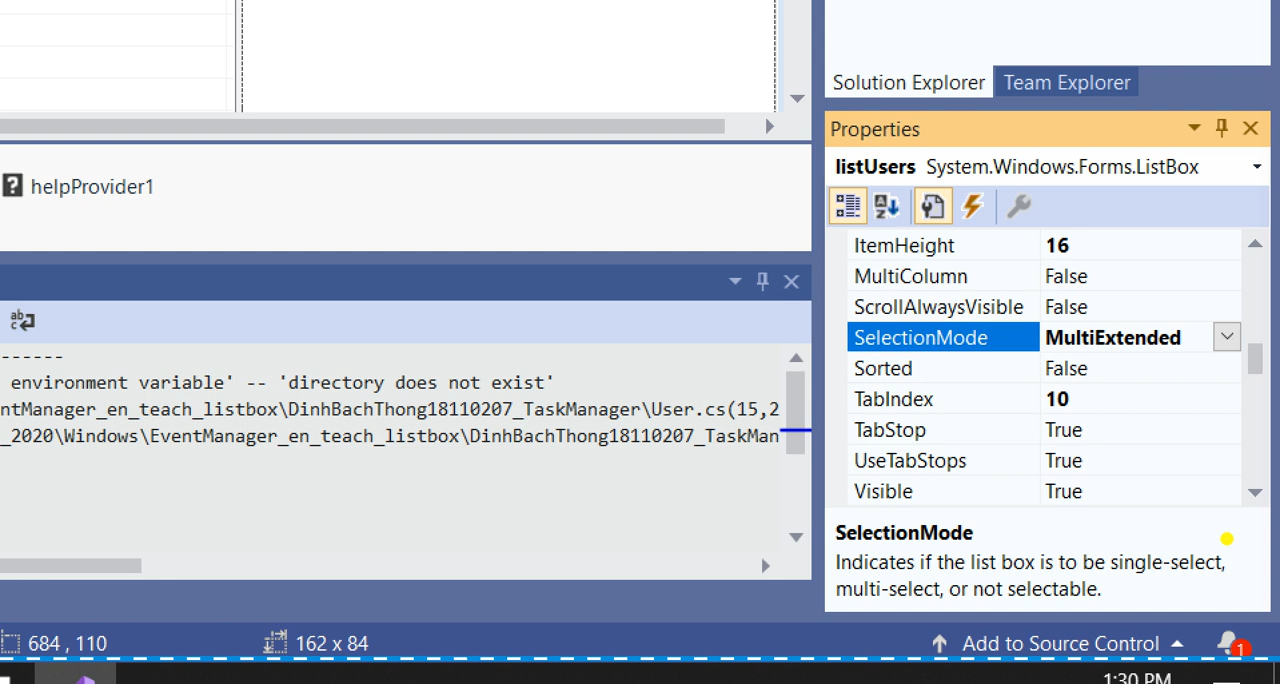 Solution Explorer Team Explorer
Properties
listUsers System.Windows.Forms.ListBox
ItemHeight 16
MultiColumn False
ScrollAlwaysVisible False
SelectionMode MultiExtended
Sorted False
TabIndex 10
TabStop True
UseTabStops True
Visible True
SelectionMode
Indicates if the list box is to be single-select,
multi-select, or not selectable.
helpProvider1
------
environment variable' -- 'directory does not exist'
ntManager_en_teach_listbox\DinhBachThong18110207_TaskManager\User.cs(15,2
_2020\Windows\EventManager_en_teach_listbox\DinhBachThong18110207_TaskMan
684 , 110 162 x 84 Add to Source Control 1
1:30 PM